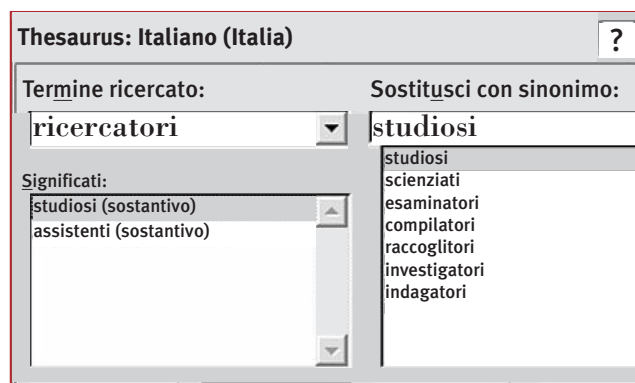 Thesaurus: Italiano (Italia)
?
Termine ricercato:
ricercatori
Significati:
studiosi (sostantivo)
assistenti (sostantivo)
Sostitusci con sinonimo:
studiosi
studiosi
scienziati
esaminatori
compilatori
raccoglitori
investigatori
indagatori